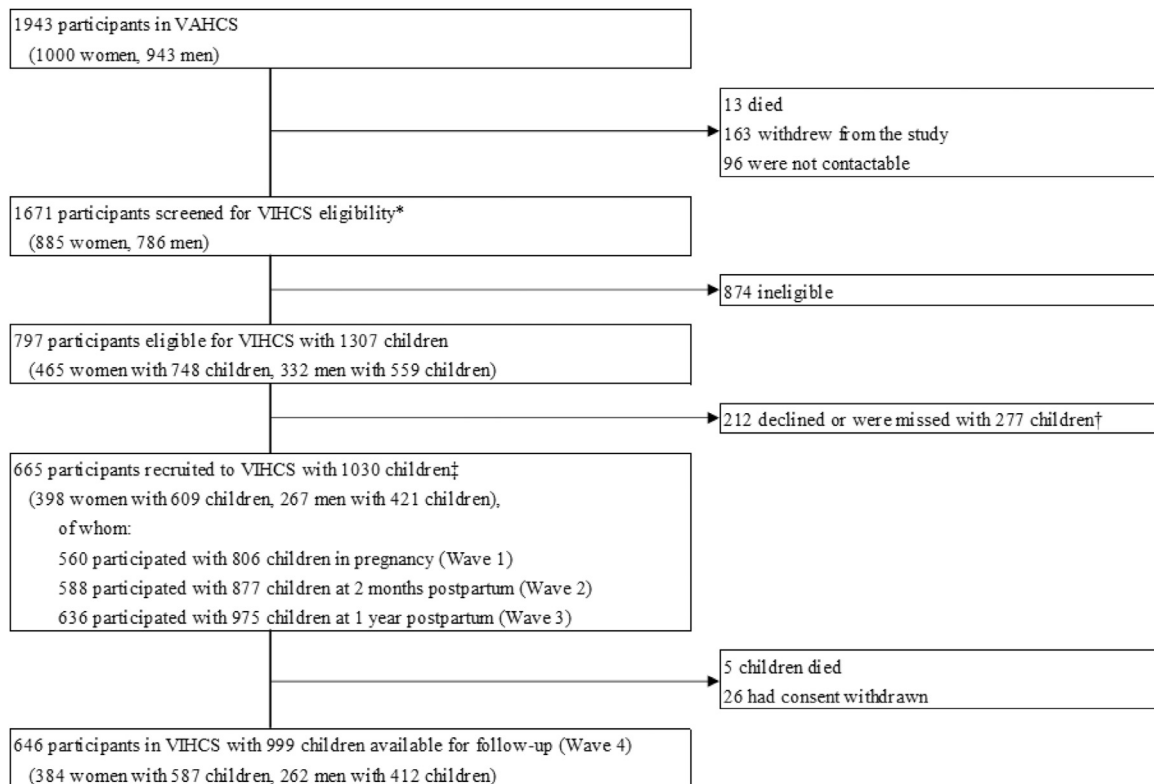 1943 participants in VAHCS
(1000 women, 943 men)
13 died
163 withdrew from the study
96 were not contactable
1671 participants screened for VIHCS eligibility*
(885 women, 786 men)
874 ineligible
797 participants eligible for VIHCS with 1307 children
(465 women with 748 children, 332 men with 559 children)
212 declined or were missed with 277 children†
665 participants recruited to VIHCS with 1030 children‡
(398 women with 609 children, 267 men with 421 children),
of whom:
560 participated with 806 children in pregnancy (Wave 1)
588 participated with 877 children at 2 months postpartum (Wave 2)
636 participated with 975 children at 1 year postpartum (Wave 3)
5 children died
26 had consent withdrawn
646 participants in VIHCS with 999 children available for follow-up (Wave 4)
(384 women with 587 children, 262 men with 412 children)